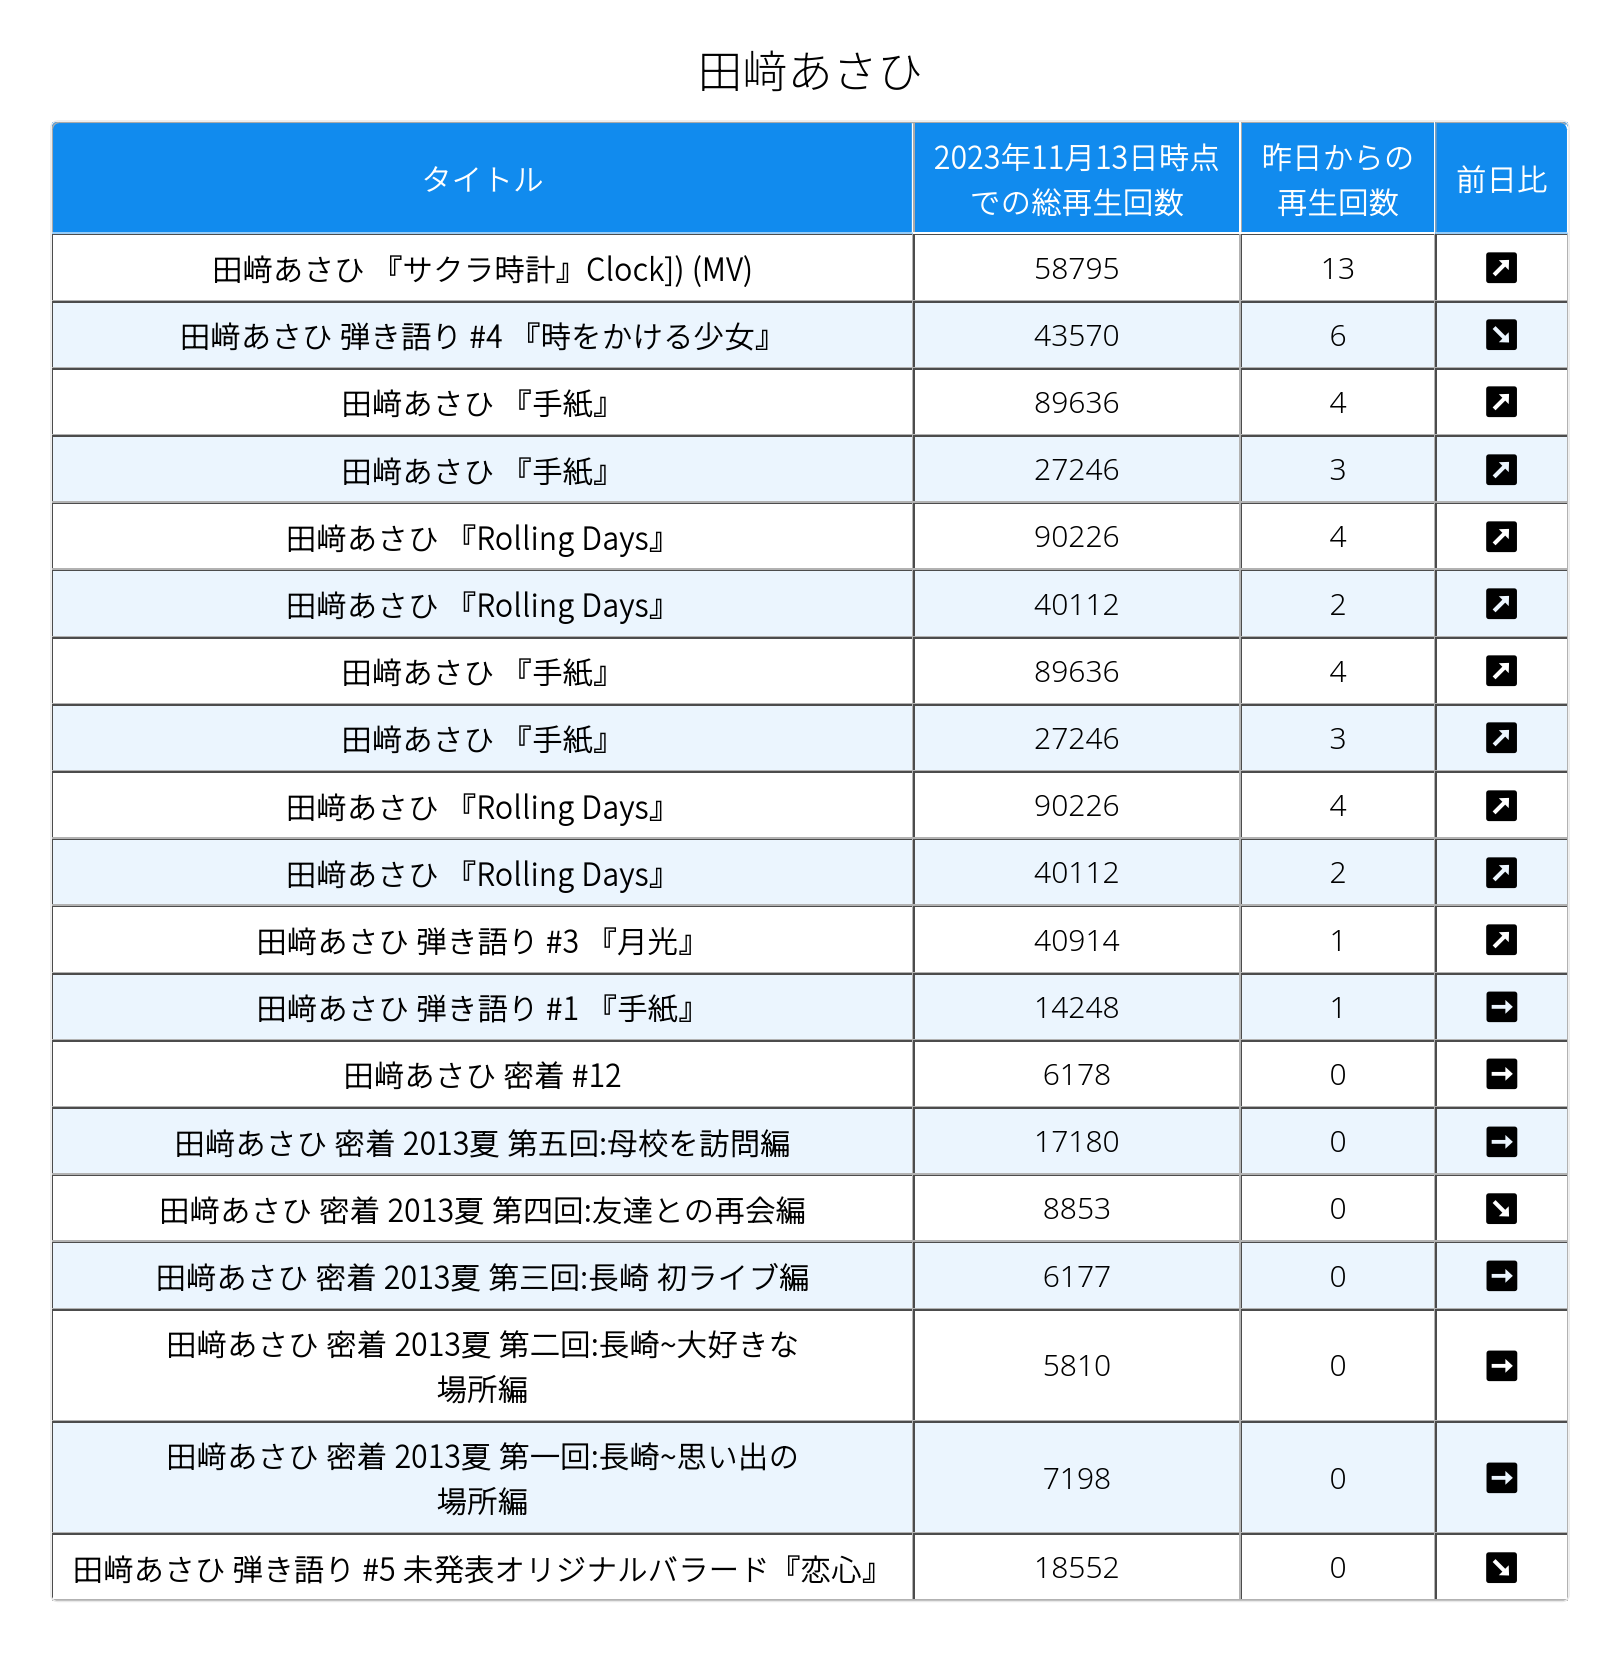 田﨑あさひ
タイトル 2023年11月13日時点での総再生回数 昨日からの再生回数 前日比
田﨑あさひ 『サクラ時計』Clock]) (MV) 58795 13 ↗
田﨑あさひ 弾き語り #4 『時をかける少女』 43570 6 ↘
田﨑あさひ 『手紙』 89636 4 ↗
田﨑あさひ 『手紙』 27246 3 ↗
田﨑あさひ 『Rolling Days』 90226 4 ↗
田﨑あさひ 『Rolling Days』 40112 2 ↗
田﨑あさひ 『手紙』 89636 4 ↗
田﨑あさひ 『手紙』 27246 3 ↗
田﨑あさひ 『Rolling Days』 90226 4 ↗
田﨑あさひ 『Rolling Days』 40112 2 ↗
田﨑あさひ 弾き語り #3 『月光』 40914 1 ↗
田﨑あさひ 弾き語り #1 『手紙』 14248 1 →
田﨑あさひ 密着 #12 6178 0 →
田﨑あさひ 密着 2013夏 第五回:母校を訪問編 17180 0 →
田﨑あさひ 密着 2013夏 第四回:友達との再会編 8853 0 ↘
田﨑あさひ 密着 2013夏 第三回:長崎 初ライブ編 6177 0 →
田﨑あさひ 密着 2013夏 第二回:長崎~大好きな
場所編 5810 0 →
田﨑あさひ 密着 2013夏 第一回:長崎~思い出の
場所編 7198 0 →
田﨑あさひ 弾き語り #5 未発表オリジナルバラード『恋心』 18552 0 ↘